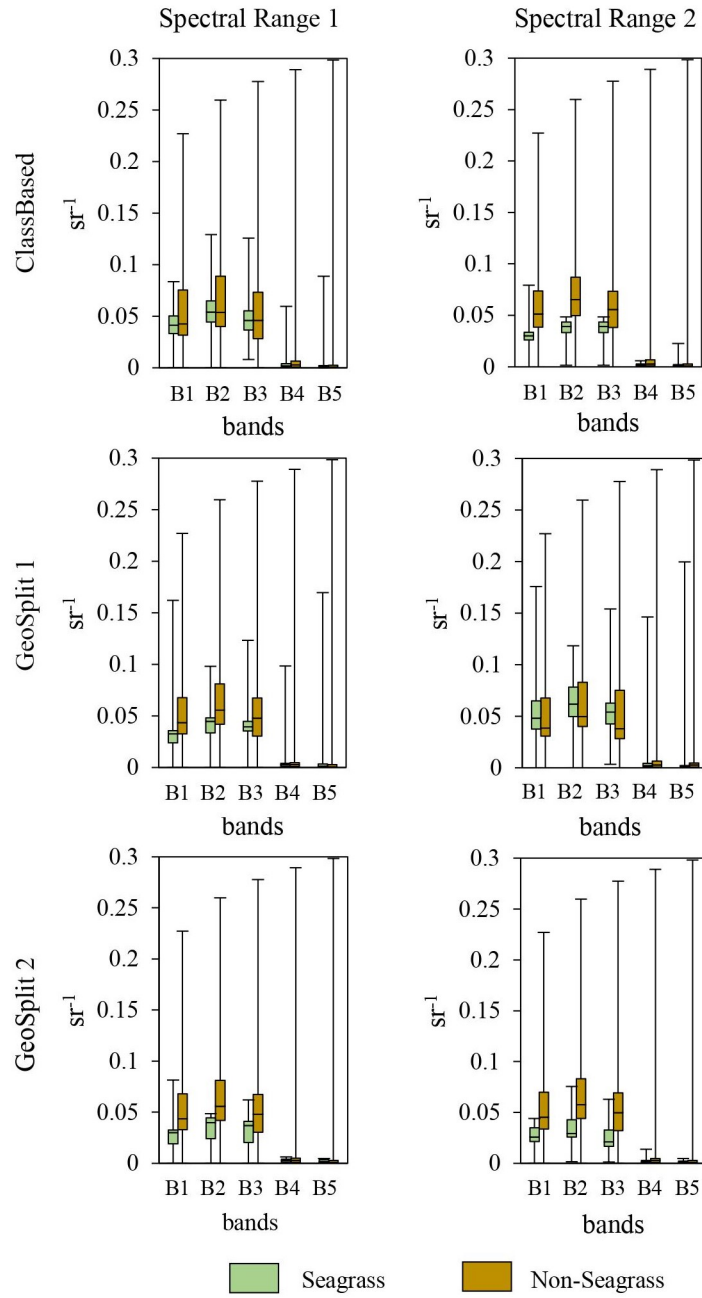 Spectral Range 1
Spectral Range 2
ClassBased
sr⁻¹
0.3
0.25
0.2
0.15
0.1
0.05
0
B1 B2 B3 B4 B5
bands
sr⁻¹
0.3
0.25
0.2
0.15
0.1
0.05
0
B1 B2 B3 B4 B5
bands
GeoSplit 1
sr⁻¹
0.3
0.25
0.2
0.15
0.1
0.05
0
B1 B2 B3 B4 B5
bands
sr⁻¹
0.3
0.25
0.2
0.15
0.1
0.05
0
B1 B2 B3 B4 B5
bands
GeoSplit 2
sr⁻¹
0.3
0.25
0.2
0.15
0.1
0.05
0
B1 B2 B3 B4 B5
bands
sr⁻¹
0.3
0.25
0.2
0.15
0.1
0.05
0
B1 B2 B3 B4 B5
bands
Seagrass
Non-Seagrass